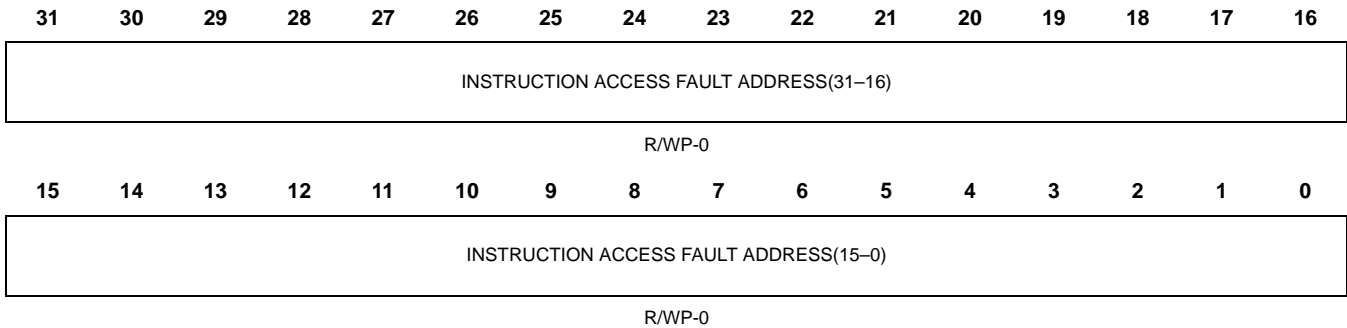 31 30 29 28 27 26 25 24 23 22 21 20 19 18 17 16
INSTRUCTION ACCESS FAULT ADDRESS(31–16)
R/WP-0
15 14 13 12 11 10 9 8 7 6 5 4 3 2 1 0
INSTRUCTION ACCESS FAULT ADDRESS(15–0)
R/WP-0